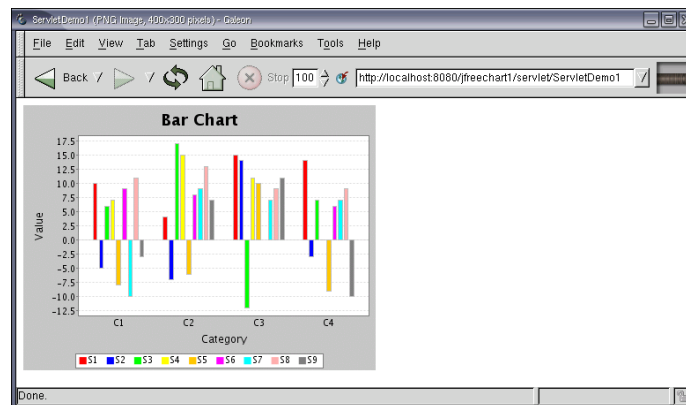 ServletDemo1 (PNG Image, 400x300 pixels) - Galeon
File Edit View Tab Settings Go Bookmarks Tools Help
Back Stop 100 http://localhost:8080/jfreechart1/servlet/ServletDemo1
Bar Chart
Value
17.5
15.0
12.5
10.0
7.5
5.0
2.5
0.0
-2.5
-5.0
-7.5
-10.0
-12.5
C1 C2 C3 C4
Category
S1 S2 S3 S4 S5 S6 S7 S8 S9
Done.